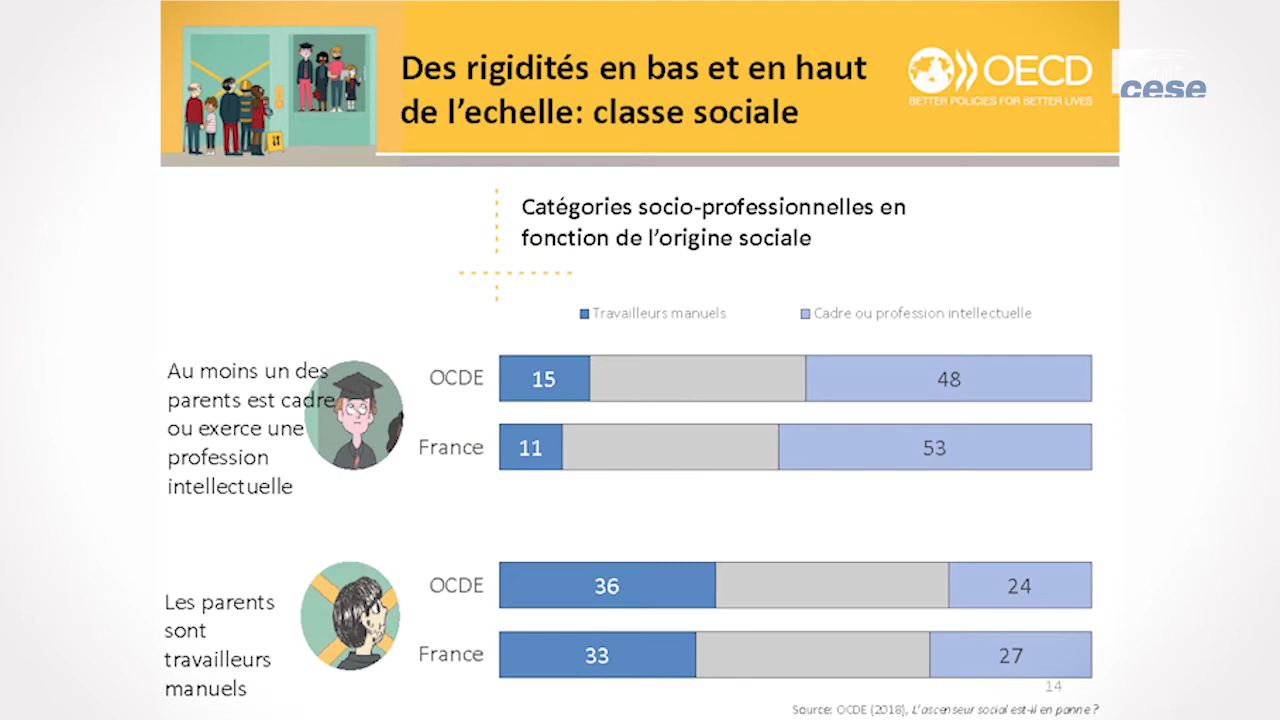 Des rigidités en bas et en haut
de l'echelle: classe sociale
OECD
BETTER POLICIES FOR BETTER LIVES
cese
Catégories socio-professionnelles en
fonction de l'origine sociale
Travailleurs manuels
Cadre ou profession intellectuelle
Au moins un des
parents est cadre
ou exerce une
profession
intellectuelle
OCDE
15
48
France
11
53
Les parents
sont
travailleurs
manuels
OCDE
36
24
France
33
27
14
Source: OCDE (2018), L'ascenseur social est-il en panne ?